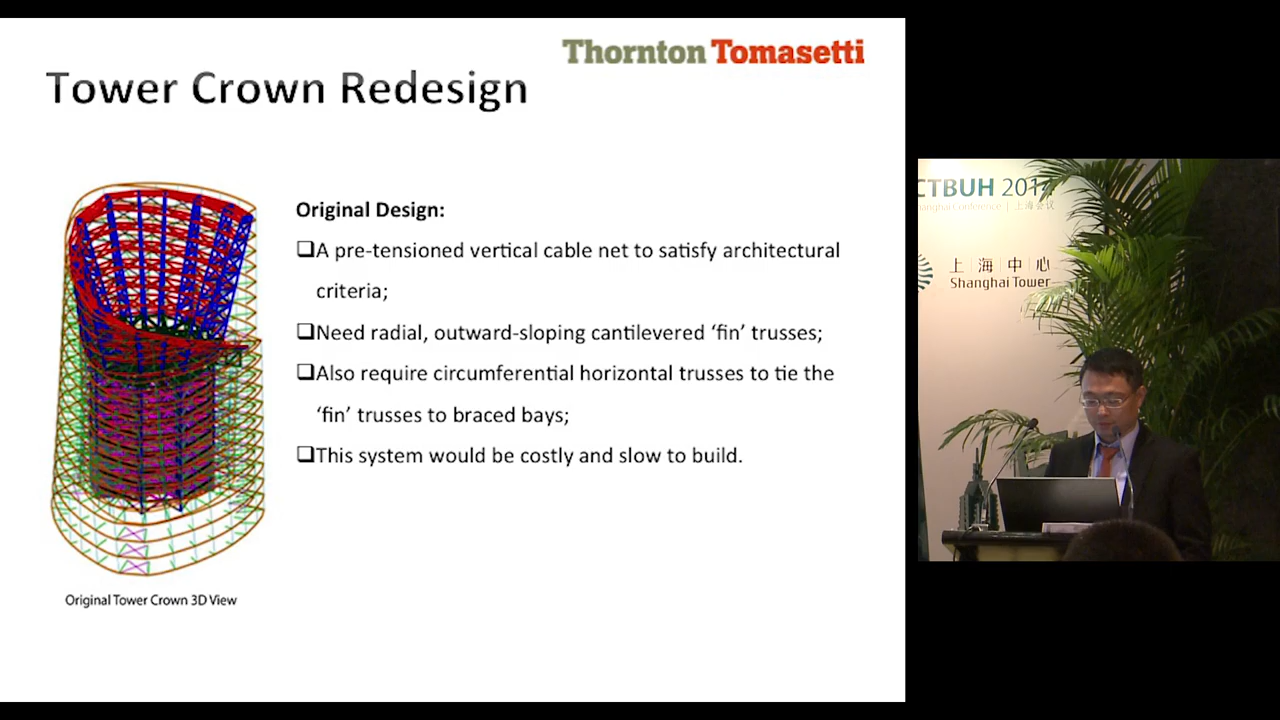 Thornton Tomasetti
Tower Crown Redesign
Original Design:
❑A pre-tensioned vertical cable net to satisfy architectural
criteria;
❑Need radial, outward-sloping cantilevered ‘fin’ trusses;
❑Also require circumferential horizontal trusses to tie the
‘fin’ trusses to braced bays;
❑This system would be costly and slow to build.
Original Tower Crown 3D View
CTBUH 201
Conference | 上海会议
上海中心
Shanghai Tower